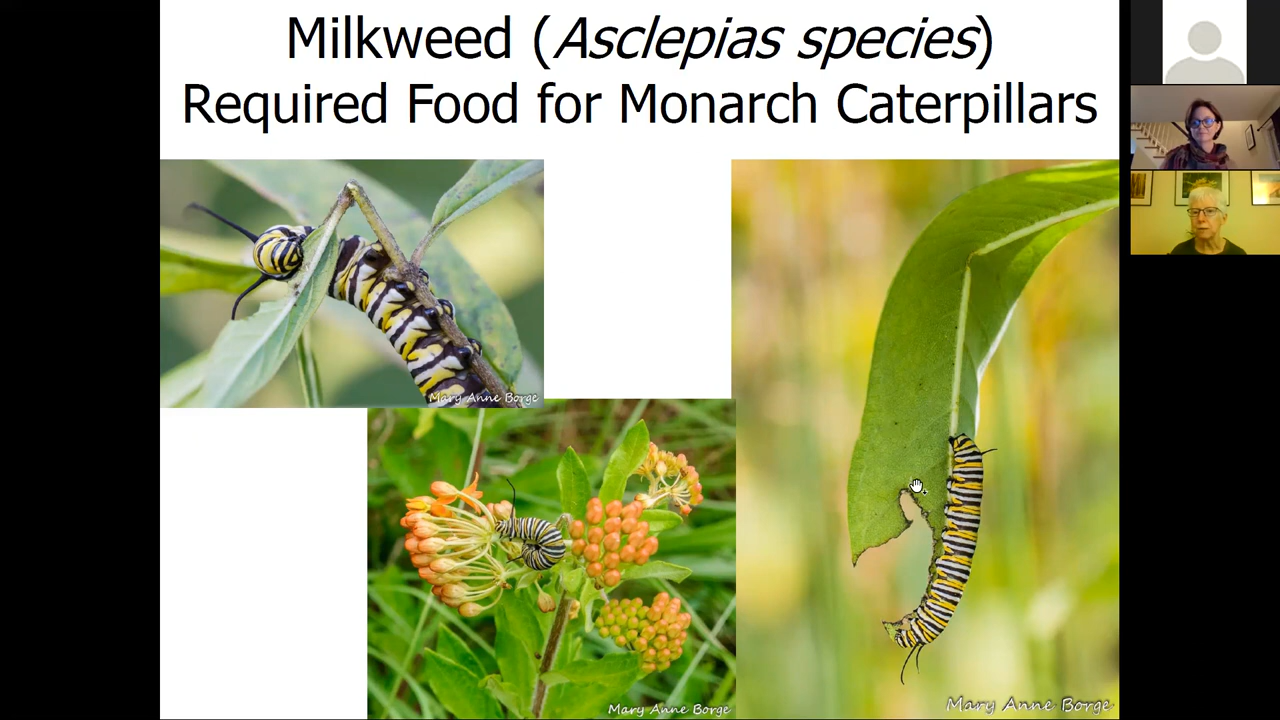 Milkweed (Asclepias species)
Required Food for Monarch Caterpillars
Mary Anne Borge
Mary Anne Borge
Mary Anne Borge